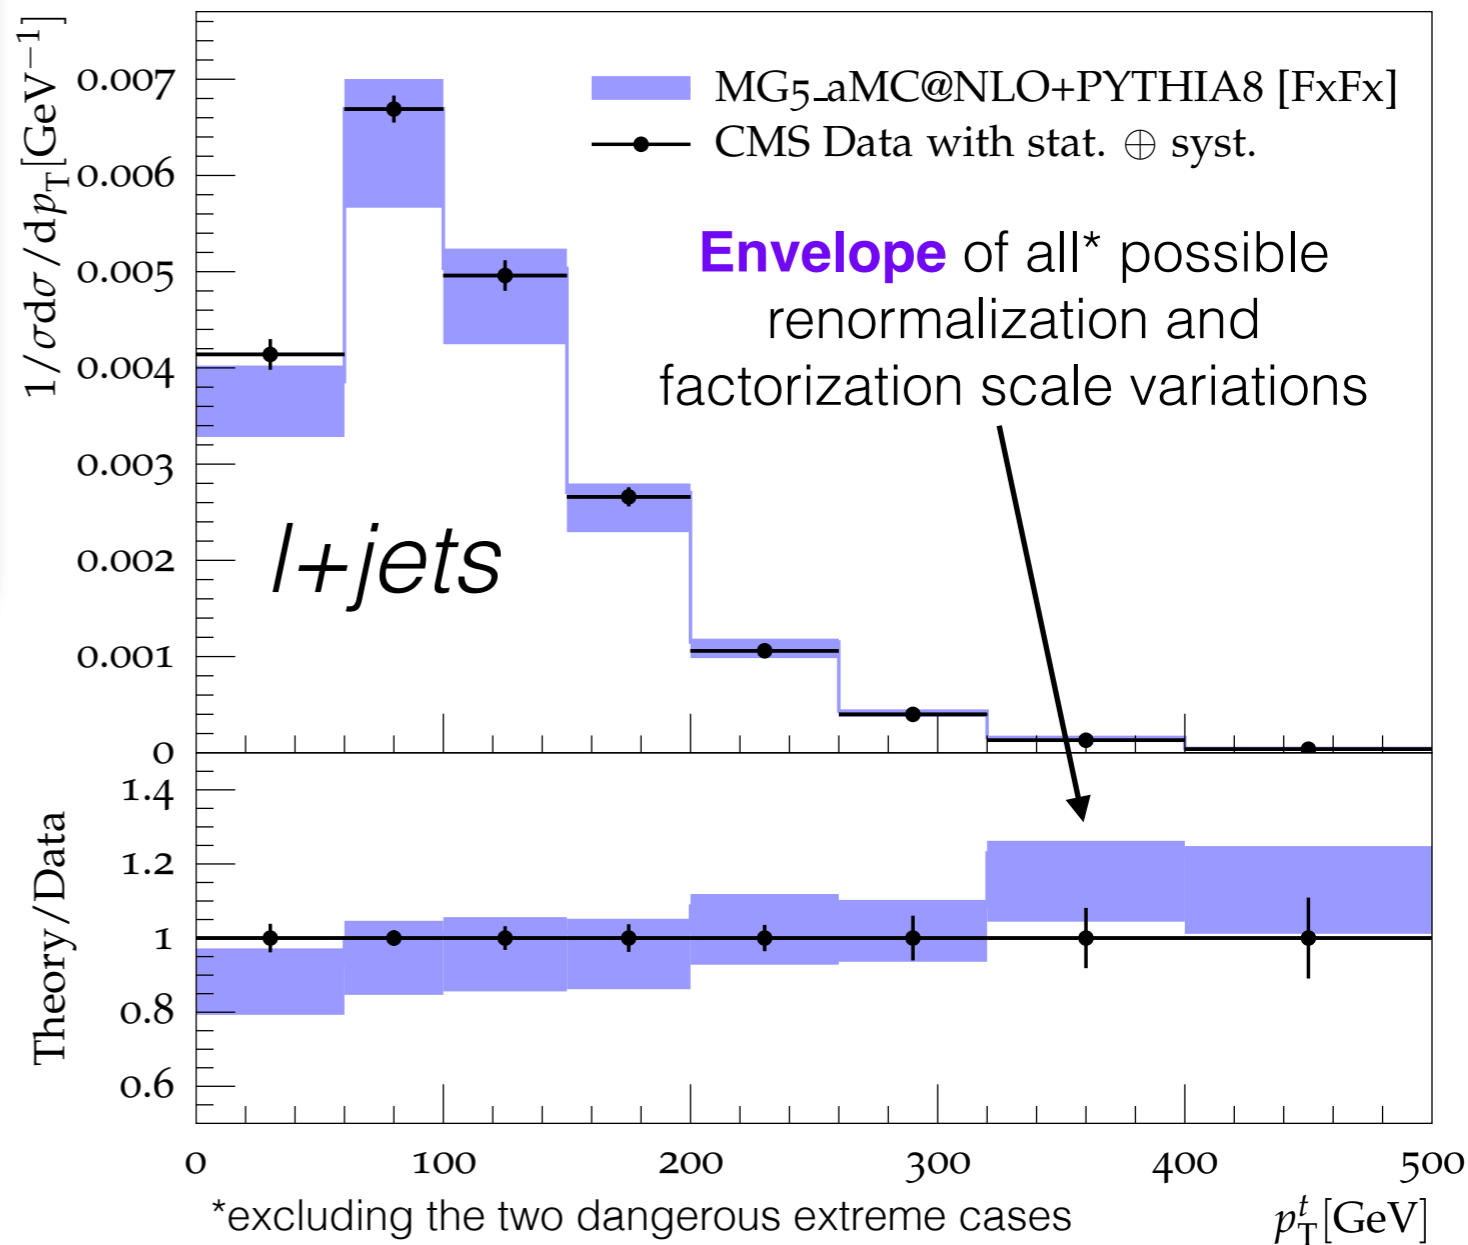 1/σdσ/dp_T[GeV⁻¹]
0.007
0.006
0.005
0.004
0.003
0.002
0.001
0
MG5_aMC@NLO+PYTHIA8 [FxFx]
CMS Data with stat. ⊕ syst.
Envelope of all* possible
renormalization and
factorization scale variations
l+jets
Theory/Data
1.4
1.2
1
0.8
0.6
0 100 200 300 400 500
*excluding the two dangerous extreme cases
p_T^t[GeV]